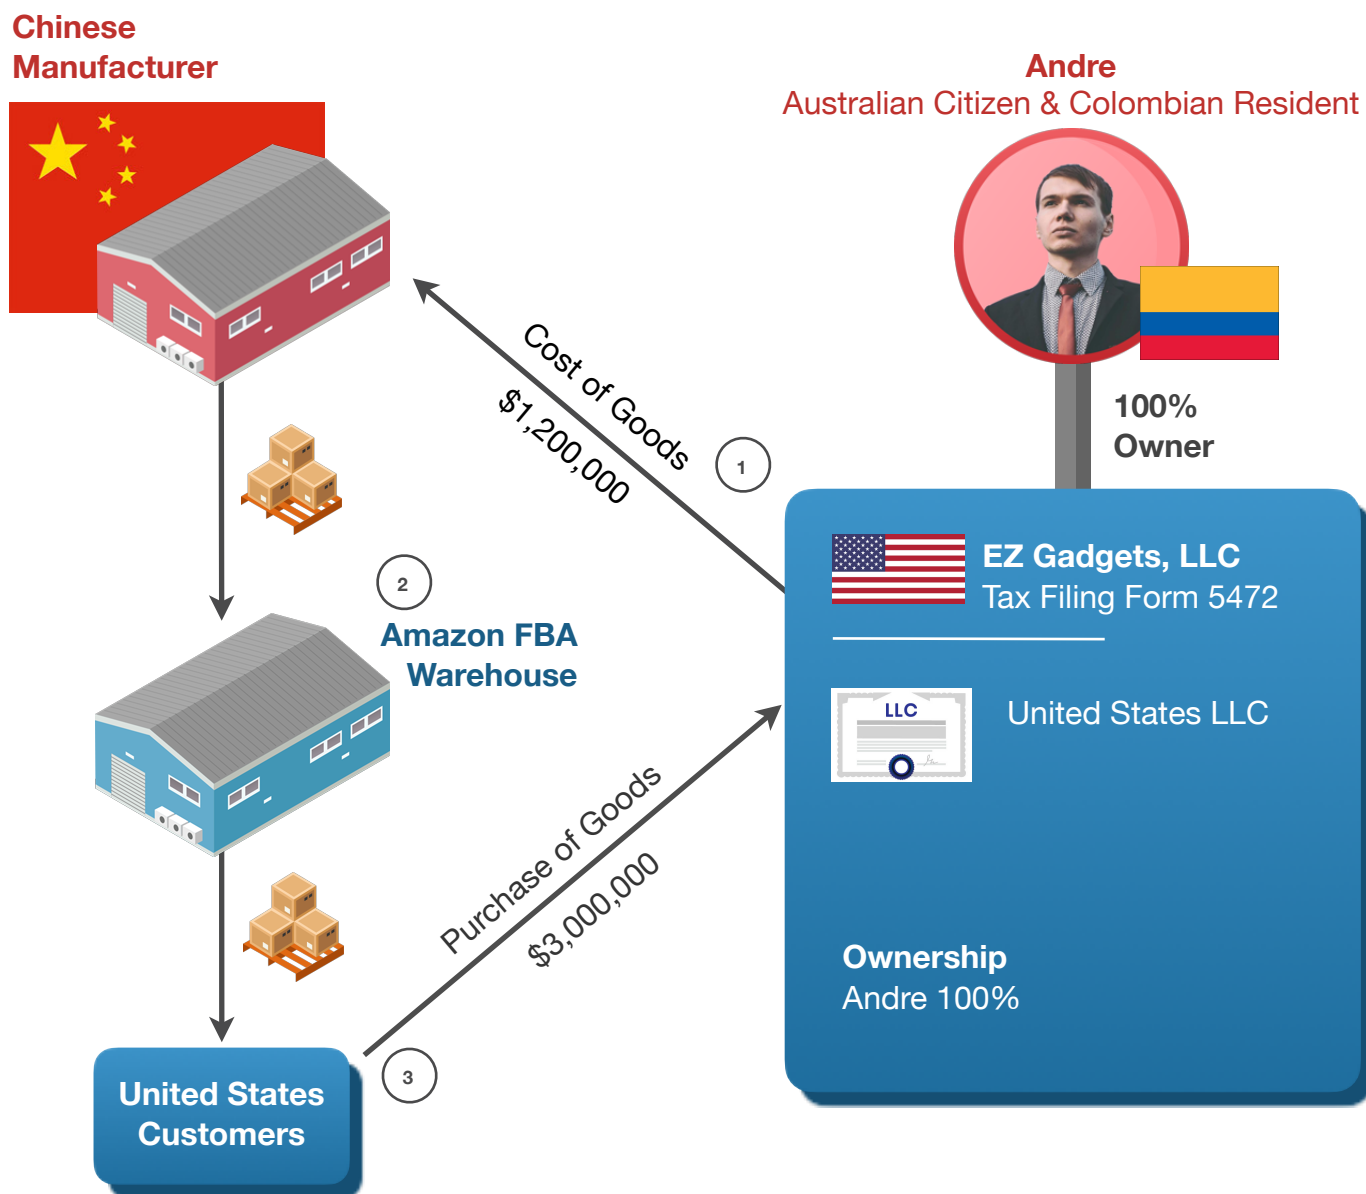 Chinese
Manufacturer
Andre
Australian Citizen & Colombian Resident
100%
Owner
Cost of Goods
$1,200,000
1
EZ Gadgets, LLC
Tax Filing Form 5472
2
Amazon FBA
Warehouse
LLC
United States LLC
Purchase of Goods
$3,000,000
Ownership
Andre 100%
3
United States
Customers